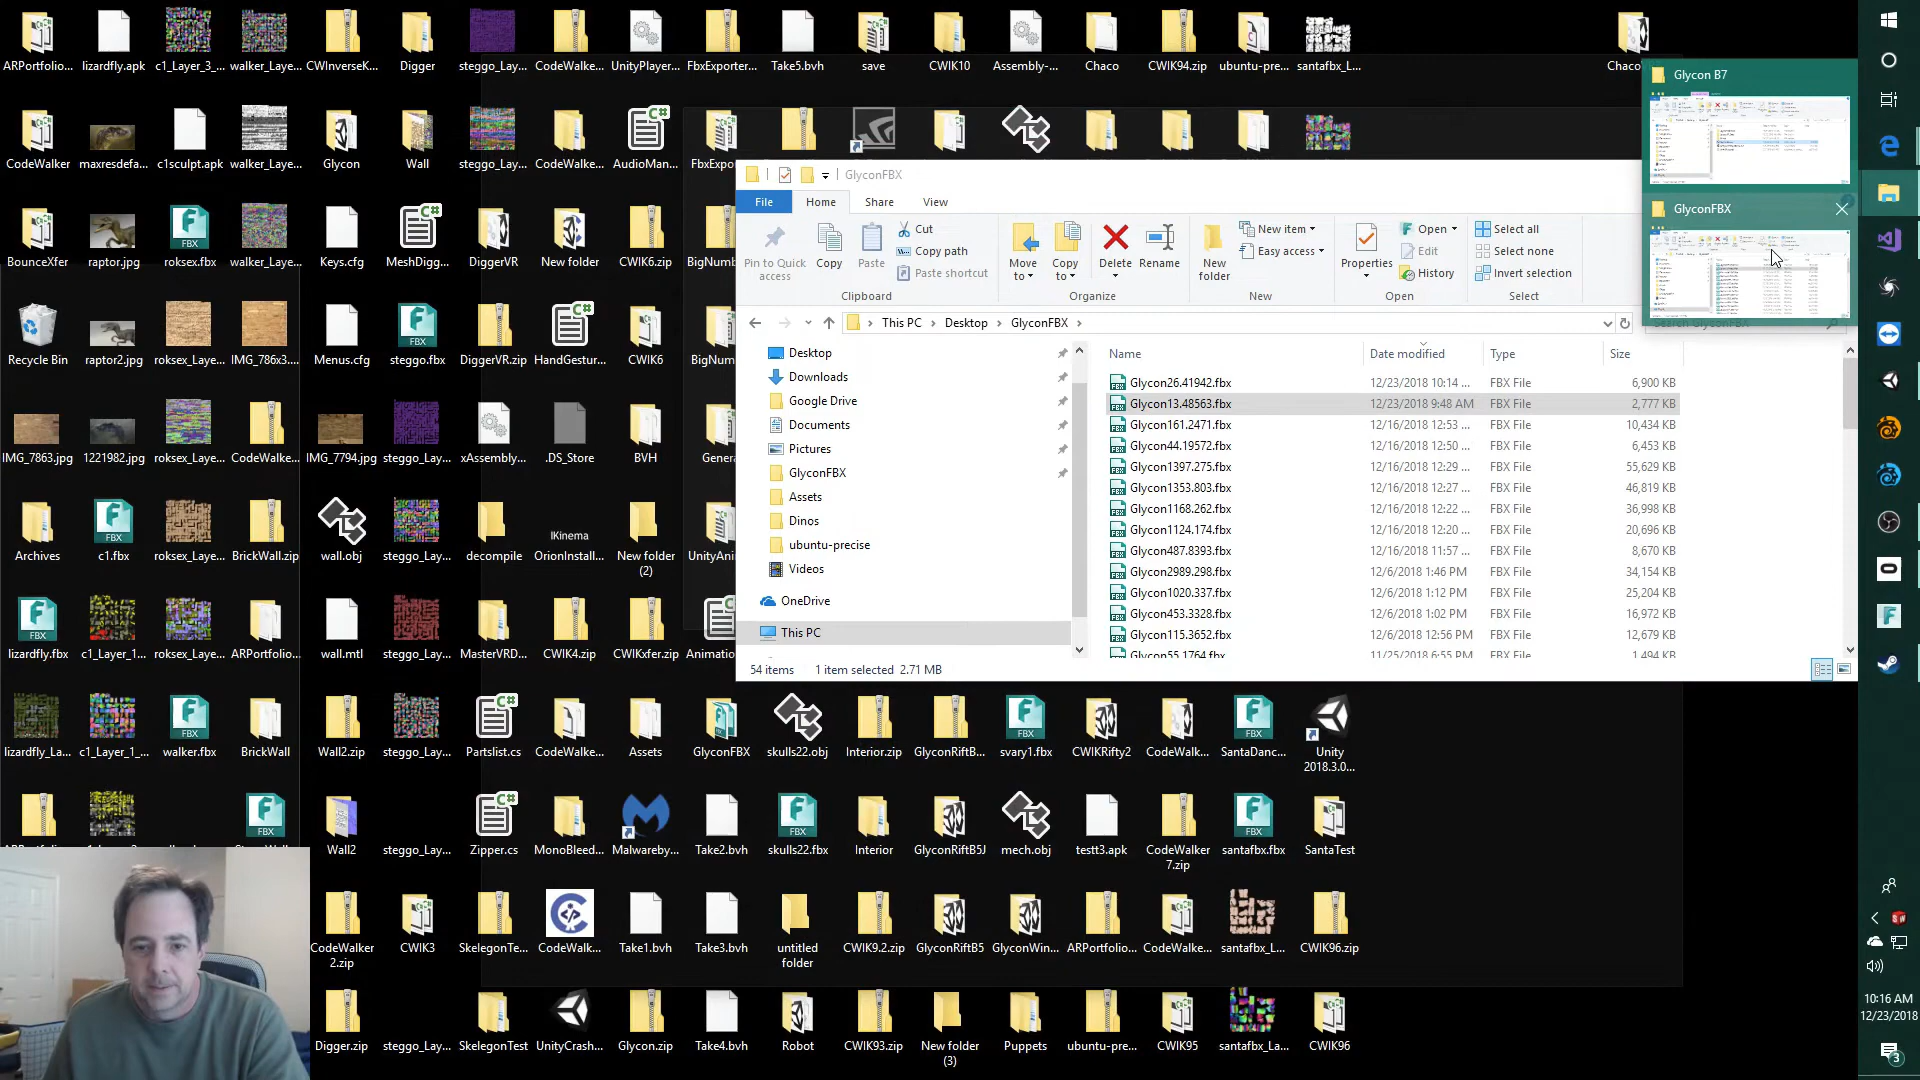 ARPortfolio...
lizardfly.apk
c1_Layer_3_...
walker_Laye...
CWInverseK...
Digger
steggo_Lay...
CodeWalke...
UnityPlayer...
FbxExporter...
Take5.bvh
save
CWIK10
Assembly-...
Chaco
CWIK94.zip
ubuntu-pre...
santafbx_L...
Chaco
CodeWalker
maxresdefa...
c1sculpt.apk
walker_Laye...
Glycon
Wall
steggo_Lay...
CodeWalke...
AudioMan...
FbxExpo
BounceXfer
raptor.jpg
roksex.fbx
walker_Laye...
Keys.cfg
MeshDigg...
DiggerVR
New folder
CWIK6.zip
BigNumb
Recycle Bin
raptor2.jpg
roksex_Laye...
IMG_786x3....
Menus.cfg
steggo.fbx
DiggerVR.zip
HandGestur...
CWIK6
BigNum
IMG_7863.jpg
1221982.jpg
roksex_Laye...
CodeWalke...
IMG_7794.jpg
steggo_Lay...
xAssembly...
.DS_Store
BVH
Genera
Archives
c1.fbx
roksex_Laye...
BrickWall.zip
wall.obj
steggo_Lay...
decompile
IKinema
OrionInstall...
New folder
(2)
UnityAni
lizardfly.fbx
c1_Layer_1...
roksex_Laye...
ARPortfolio...
wall.mtl
steggo_Lay...
MasterVRD...
CWIK4.zip
CWIKxfer.zip
Animatio
lizardfly_La...
c1_Layer_1_...
walker.fbx
BrickWall
Wall2.zip
steggo_Lay...
Partslist.cs
CodeWalke...
Assets
GlyconFBX
skulls22.obj
Interior.zip
GlyconRiftB...
svary1.fbx
CWIKRifty2
CodeWalk...
SantaDanc...
Unity
2018.3.0...
Wall2
steggo_Lay...
Zipper.cs
MonoBleed...
Malwareby...
Take2.bvh
skulls22.fbx
Interior
GlyconRiftB5J
mech.obj
testt3.apk
CodeWalker
7.zip
santafbx.fbx
SantaTest
CodeWalker
2.zip
CWIK3
SkelegonTe...
CodeWalk...
Take1.bvh
Take3.bvh
untitled
folder
CWIK9.2.zip
GlyconRiftB5
GlyconWin...
ARPortfolio...
CodeWalke...
santafbx_L...
CWIK96.zip
Digger.zip
steggo_Lay...
SkelegonTest
UnityCrash...
Glycon.zip
Take4.bvh
Robot
CWIK93.zip
New folder
(3)
Puppets
ubuntu-pre...
CWIK95
santafbx_La...
CWIK96
GlyconFBX
File
Home
Share
View
Pin to Quick
access
Copy
Paste
Cut
Copy path
Paste shortcut
Clipboard
Move
to
Copy
to
Delete
Rename
Organize
New
folder
New item
Easy access
New
Properties
Open
Edit
History
Open
Select all
Select none
Invert selection
Select
This PC
Desktop
GlyconFBX
Search GlyconFBX
Desktop
Downloads
Google Drive
Documents
Pictures
GlyconFBX
Assets
Dinos
ubuntu-precise
Videos
OneDrive
This PC
Name Date modified Type Size
Glycon26.41942.fbx 12/23/2018 10:14 ... FBX File 6,900 KB
Glycon13.48563.fbx 12/23/2018 9:48 AM FBX File 2,777 KB
Glycon161.2471.fbx 12/16/2018 12:53 ... FBX File 10,434 KB
Glycon44.19572.fbx 12/16/2018 12:50 ... FBX File 6,453 KB
Glycon1397.275.fbx 12/16/2018 12:29 ... FBX File 55,629 KB
Glycon1353.803.fbx 12/16/2018 12:27 ... FBX File 46,819 KB
Glycon1168.262.fbx 12/16/2018 12:22 ... FBX File 36,998 KB
Glycon1124.174.fbx 12/16/2018 12:20 ... FBX File 20,696 KB
Glycon487.8393.fbx 12/16/2018 11:57 ... FBX File 8,670 KB
Glycon2989.298.fbx 12/6/2018 1:46 PM FBX File 34,154 KB
Glycon1020.337.fbx 12/6/2018 1:12 PM FBX File 25,204 KB
Glycon453.3328.fbx 12/6/2018 1:02 PM FBX File 16,972 KB
Glycon115.3652.fbx 12/6/2018 12:56 PM FBX File 12,679 KB
Glycon55.1764.fbx 11/25/2018 6:55 PM FBX File 1,494 KB
54 items 1 item selected 2.71 MB
Glycon B7
GlyconFBX
10:16 AM
12/23/2018
3